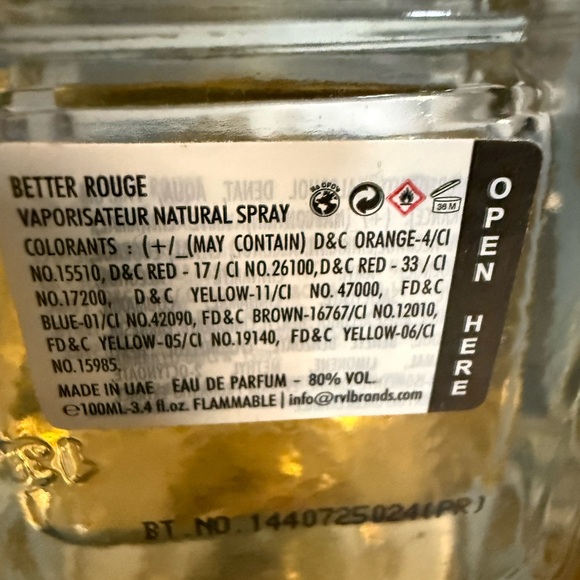 BETTER ROUGE
VAPORISATEUR NATURAL SPRAY
No CFC's
36 M
COLORANTS : (+/_(MAY CONTAIN) D&C ORANGE-4/CI
NO.15510, D&C RED - 17 / CI NO.26100,D&C RED - 33 / CI
NO.17200, D&C YELLOW-11/CI NO. 47000, FD&C
BLUE-01/CI NO.42090, FD&C BROWN-16767/CI NO.12010,
FD&C YELLOW-05/CI NO.19140, FD&C YELLOW-06/CI
NO.15985.
MADE IN UAE EAU DE PARFUM - 80% VOL.
℮100ML-3.4 fl.oz. FLAMMABLE | info@rvlbrands.com
OPEN HERE
BT.NO.1440725024(PR)